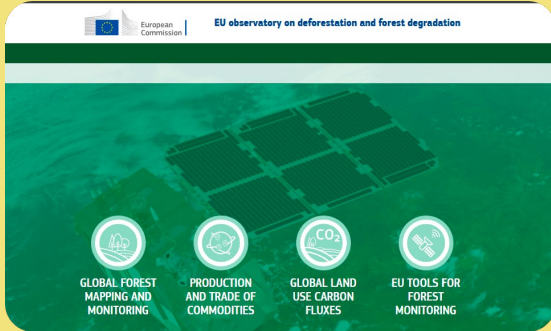 European
Commission
EU observatory on deforestation and forest degradation
CO₂
GLOBAL FOREST
MAPPING AND
MONITORING
PRODUCTION
AND TRADE OF
COMMODITIES
GLOBAL LAND
USE CARBON
FLUXES
EU TOOLS FOR
FOREST
MONITORING